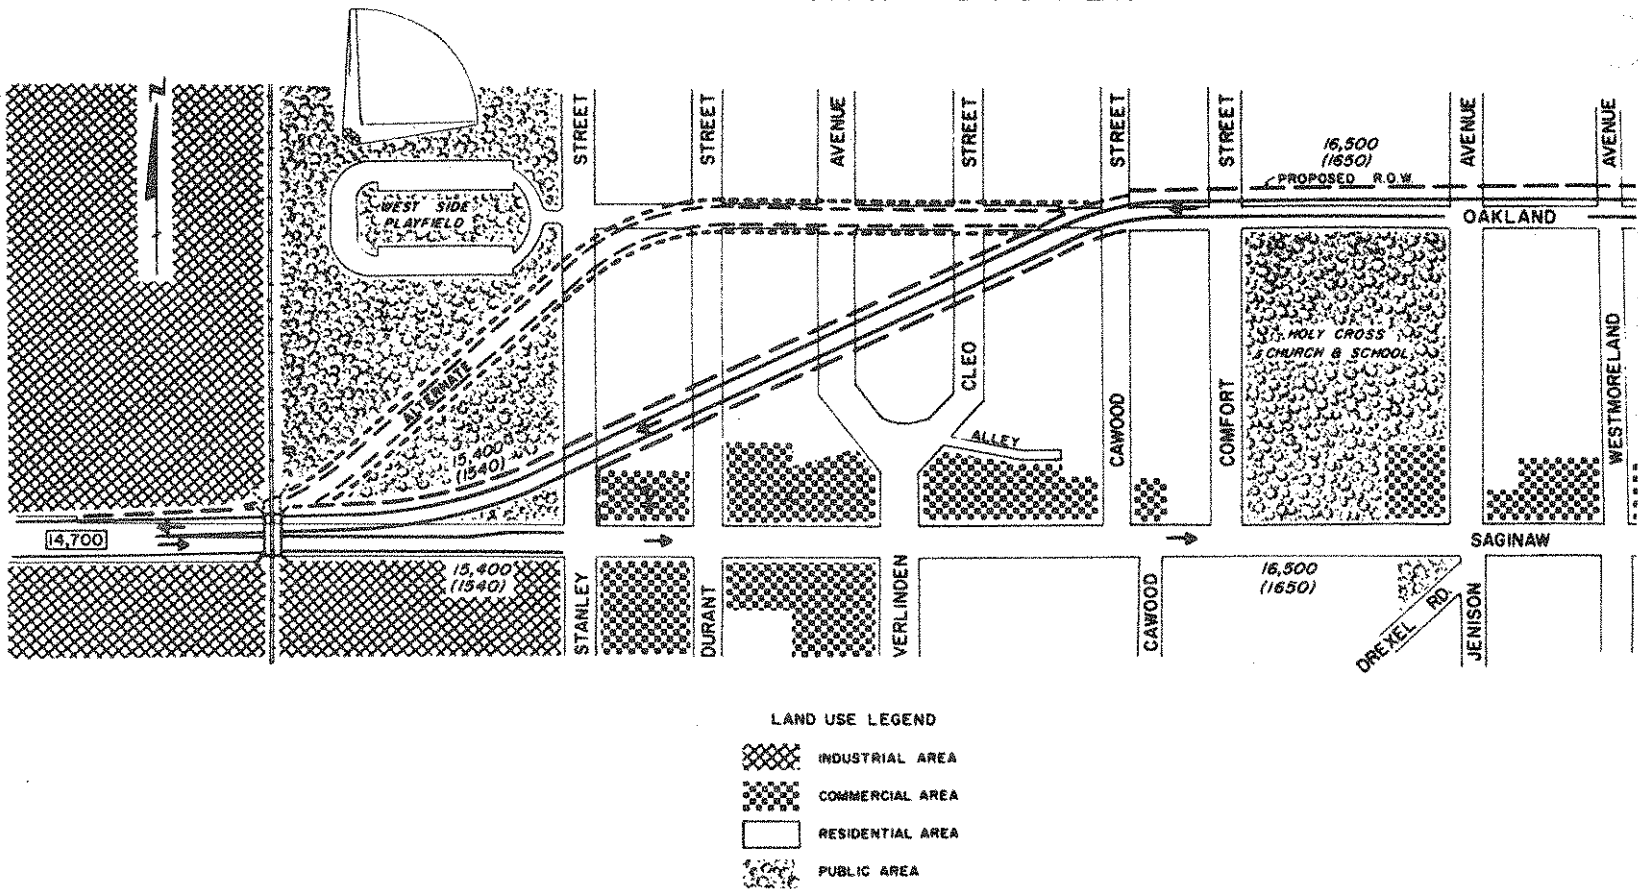 N
STREET
STREET
AVENUE
STREET
STREET
STREET
AVENUE
AVENUE
16,500
(1650)
PROPOSED R.O.W.
OAKLAND
WEST SIDE
PLAYFIELD
HOLY CROSS
CHURCH & SCHOOL
ALTERNATE
CLEO
CAWOOD
COMFORT
WESTMORELAND
ALLEY
15,400
(1540)
14,700
SAGINAW
15,400
(1540)
16,500
(1650)
STANLEY
DURANT
VERLINDEN
CAWOOD
DREXEL RD.
JENISON
LAND USE LEGEND
INDUSTRIAL AREA
COMMERCIAL AREA
RESIDENTIAL AREA
PUBLIC AREA